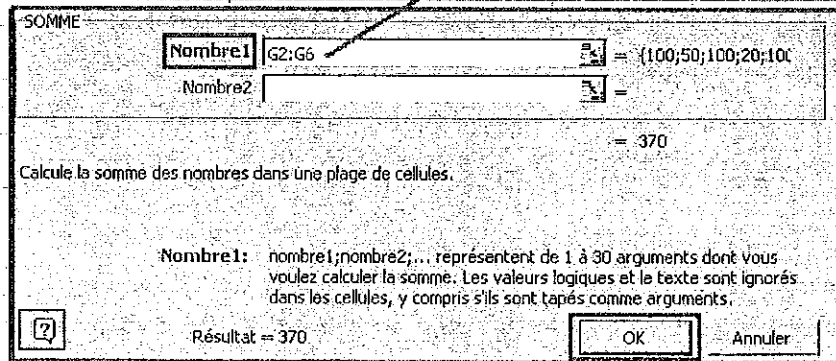 SOMME
Nombre1 G2:G6 = {100;50;100;20;100
Nombre2 =
= 370
Calcule la somme des nombres dans une plage de cellules.
Nombre1: nombre1;nombre2;... représentent de 1 à 30 arguments dont vous
voulez calculer la somme. Les valeurs logiques et le texte sont ignorés
dans les cellules, y compris s'ils sont tapés comme arguments.
? Résultat = 370 OK Annuler